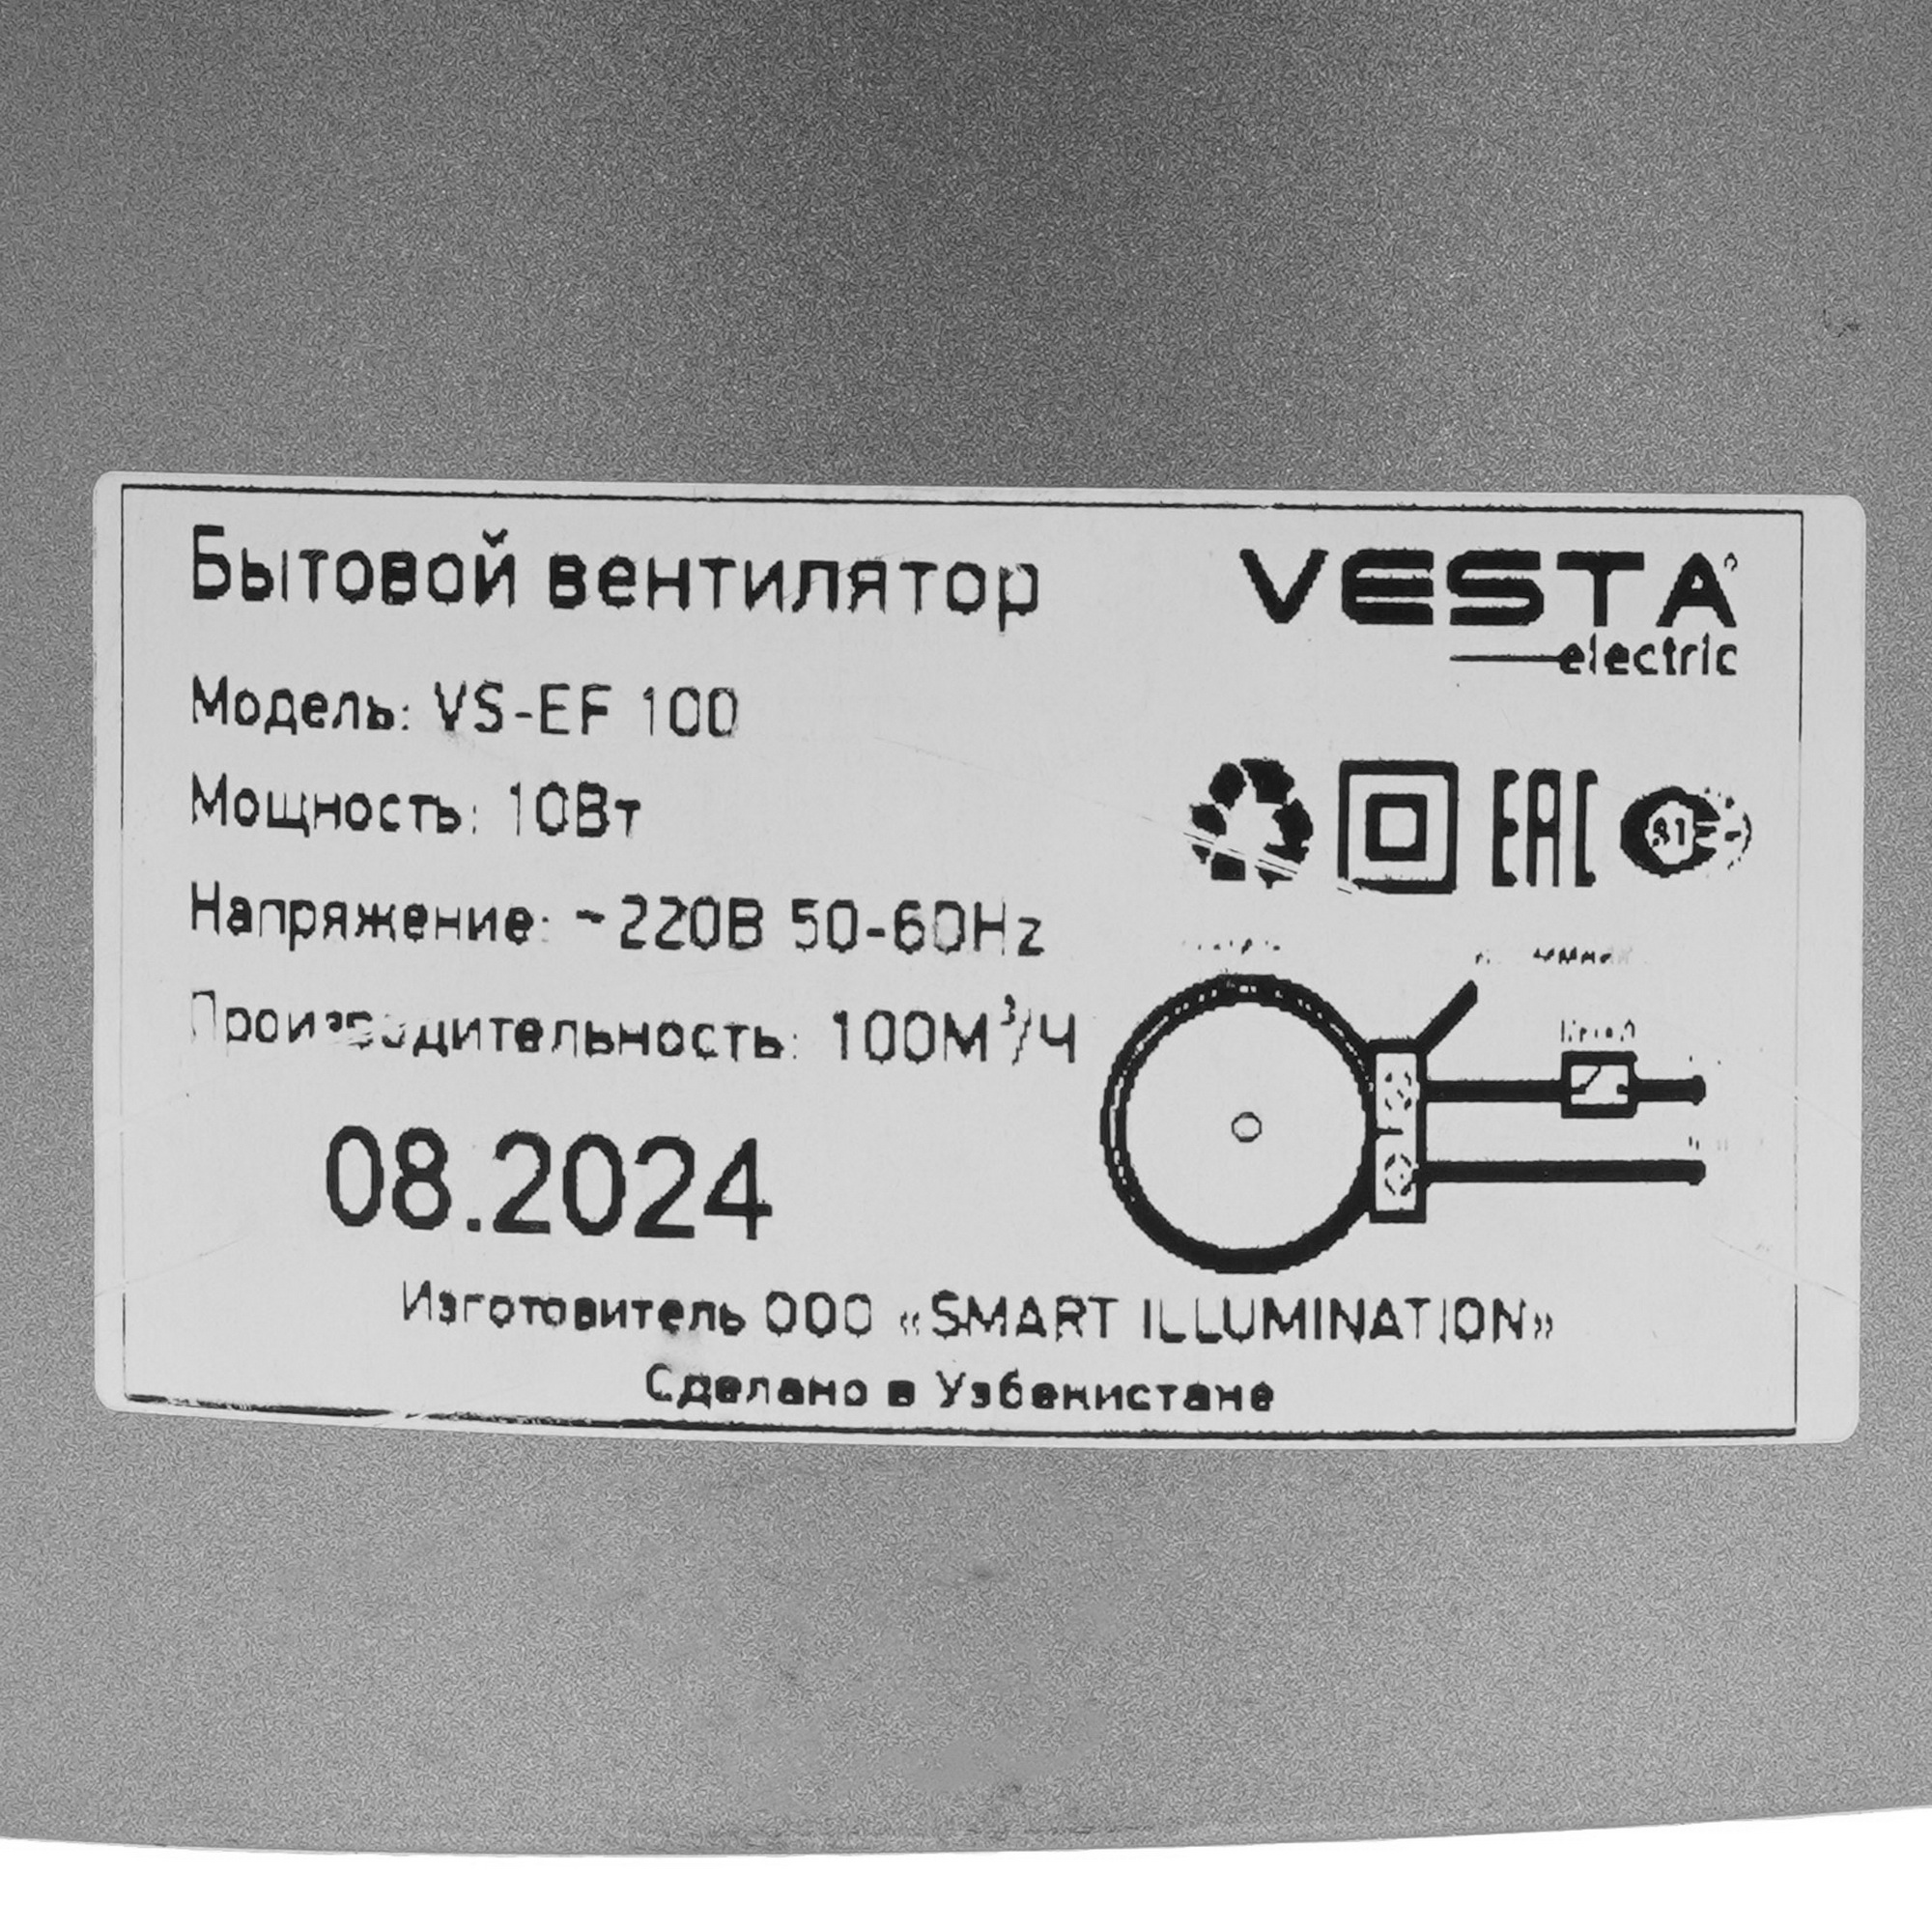 Бытовой вентилятор
VESTA
electric
Модель: VS-EF 100
Мощность: 10Вт
EAC
Напряжение: ~220В 50-60Hz
Производительность: 100М³/Ч
08.2024
Изготовитель ООО «SMART ILLUMINATION»
Сделано в Узбекистане